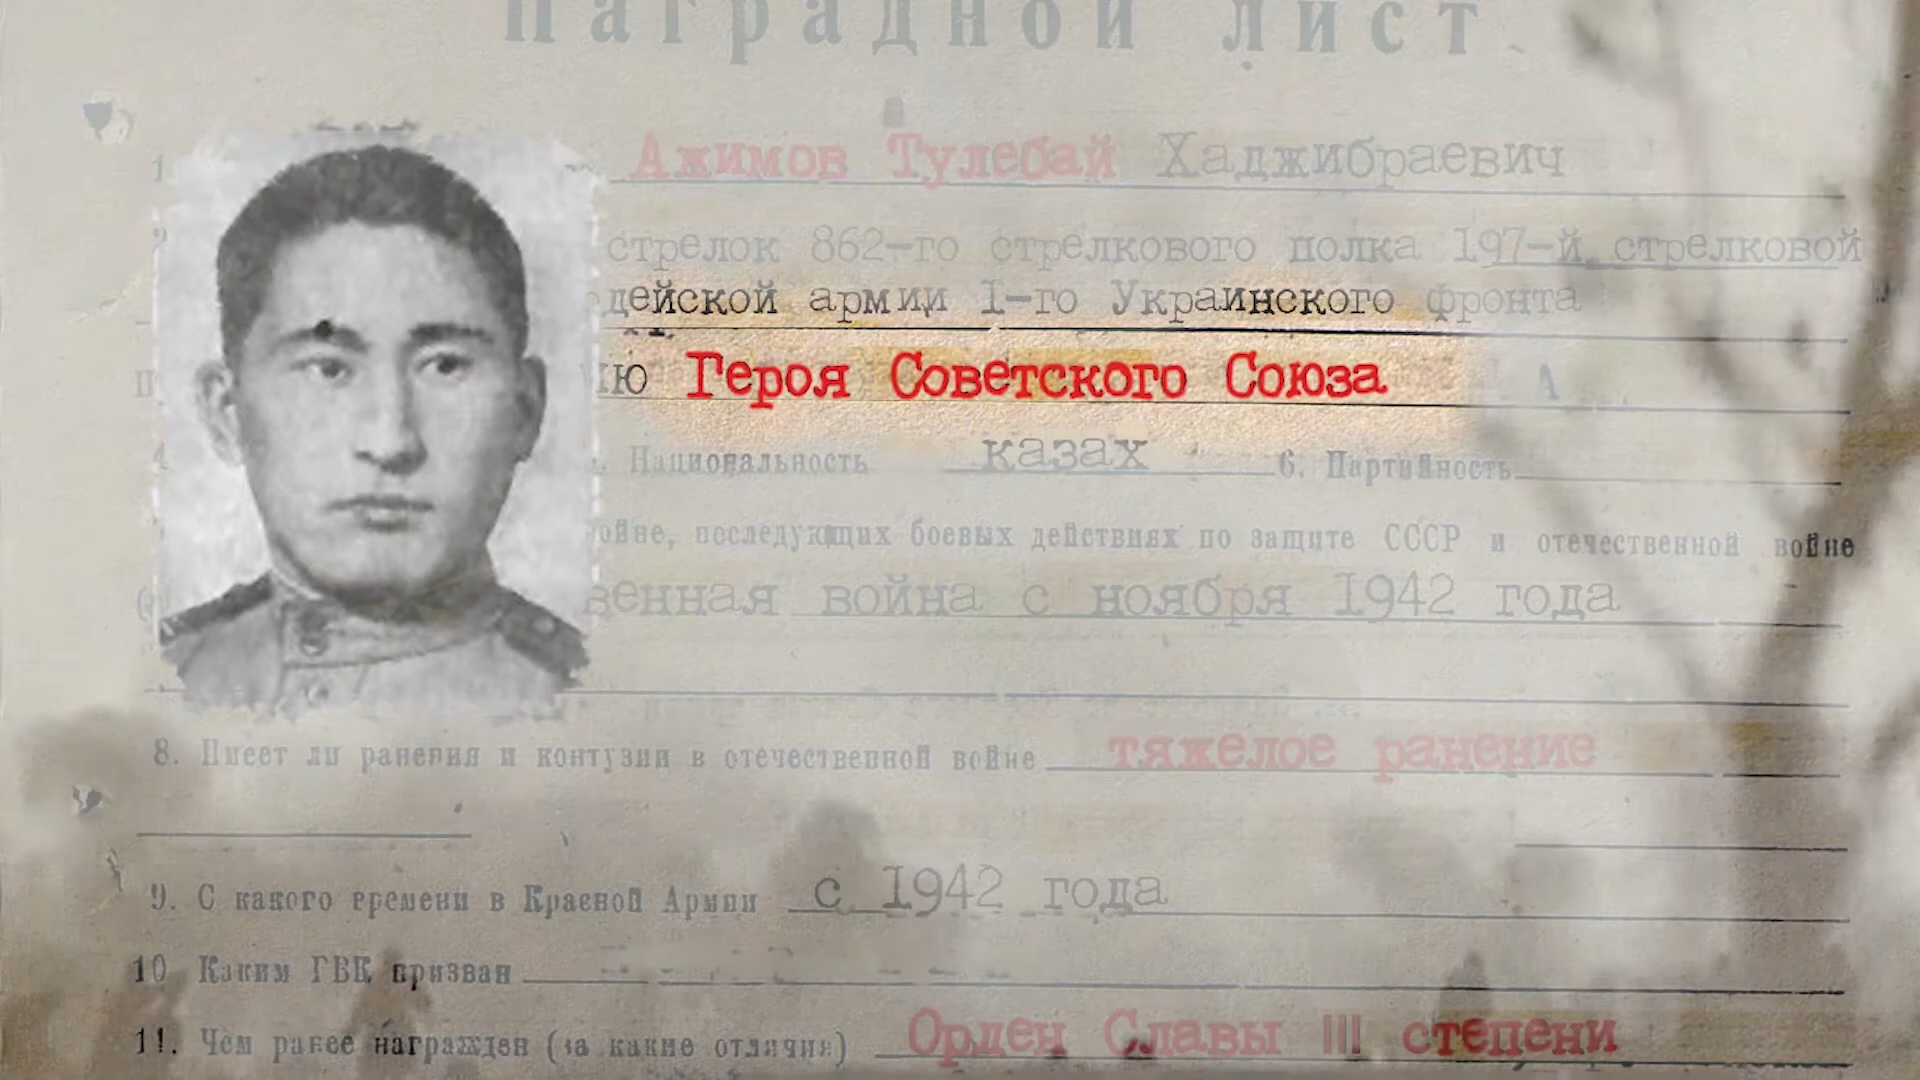 Наградной лист
1. Ажимов Тулебай Хаджибраевич
стрелок 862-го стрелкового полка 197-й стрелковой
дейской армии 1-го Украинского фронта
ию Героя Советского Союза
Национальность казах 6. Партийность
войне, последующих боевых действиях по защите СССР и отечественной войне
венная война с ноября 1942 года
8. Имеет ли ранения и контузии в отечественной войне тяжелое ранение
9. С какого времени в Красной Армии с 1942 года
10 Каким ГВК призван
11. Чем ранее награжден (за какие отличия) Орден Славы III степени